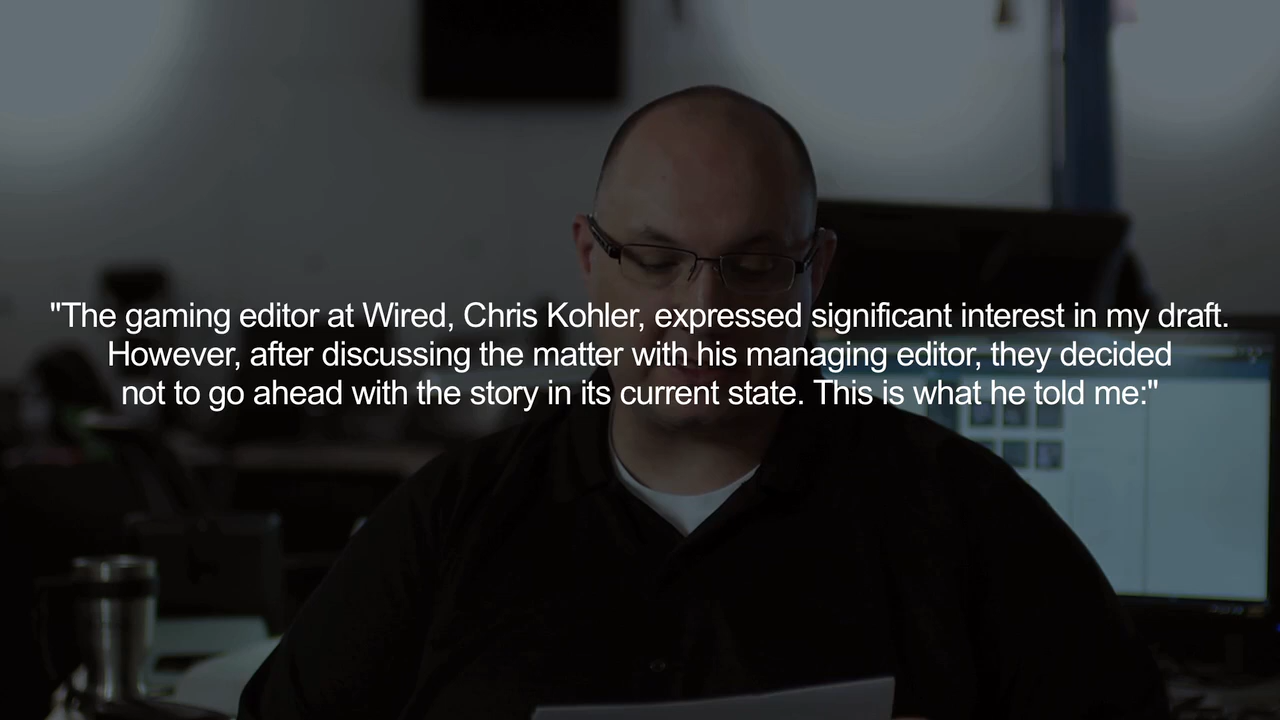 "The gaming editor at Wired, Chris Kohler, expressed significant interest in my draft.
However, after discussing the matter with his managing editor, they decided
not to go ahead with the story in its current state. This is what he told me:"